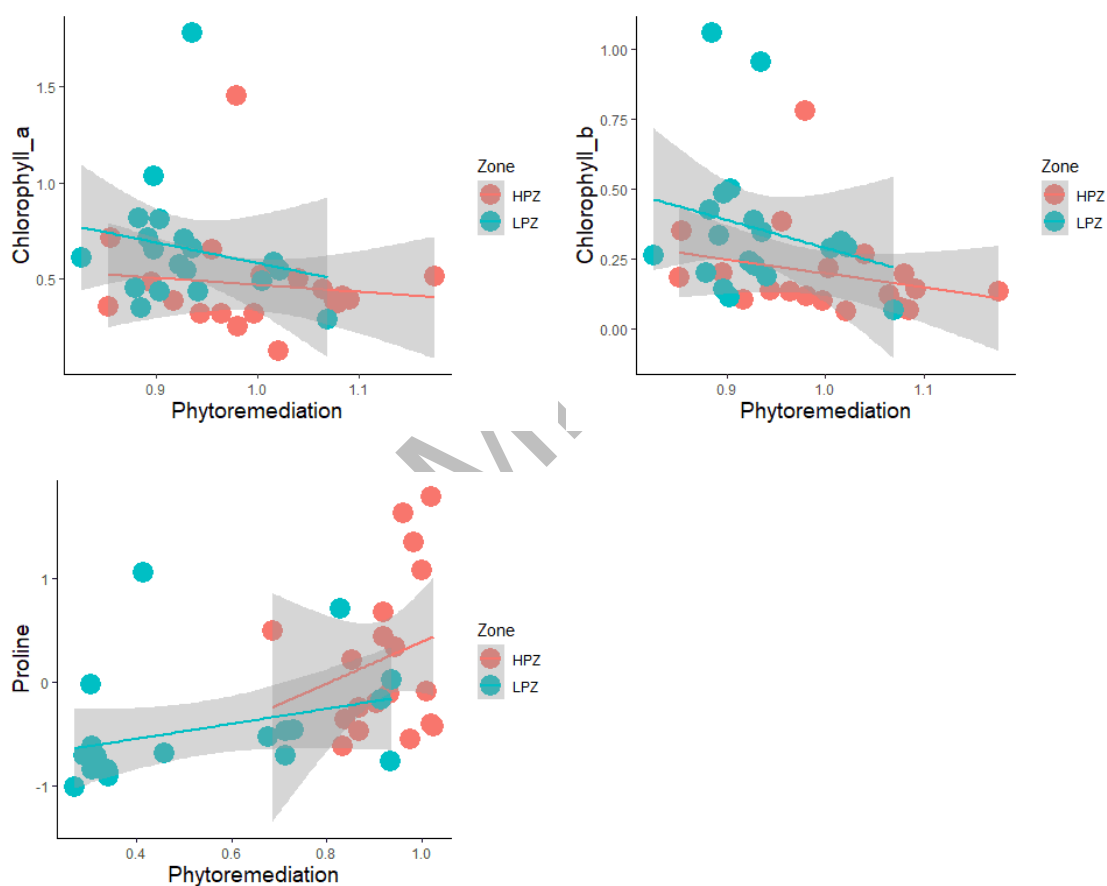 Chlorophyll_a
1.5
1.0
0.5
0.9 1.0 1.1
Phytoremediation
Zone
HPZ
LPZ
Chlorophyll_b
1.00
0.75
0.50
0.25
0.00
0.9 1.0 1.1
Phytoremediation
Zone
HPZ
LPZ
Proline
1
0
-1
0.4 0.6 0.8 1.0
Phytoremediation
Zone
HPZ
LPZ